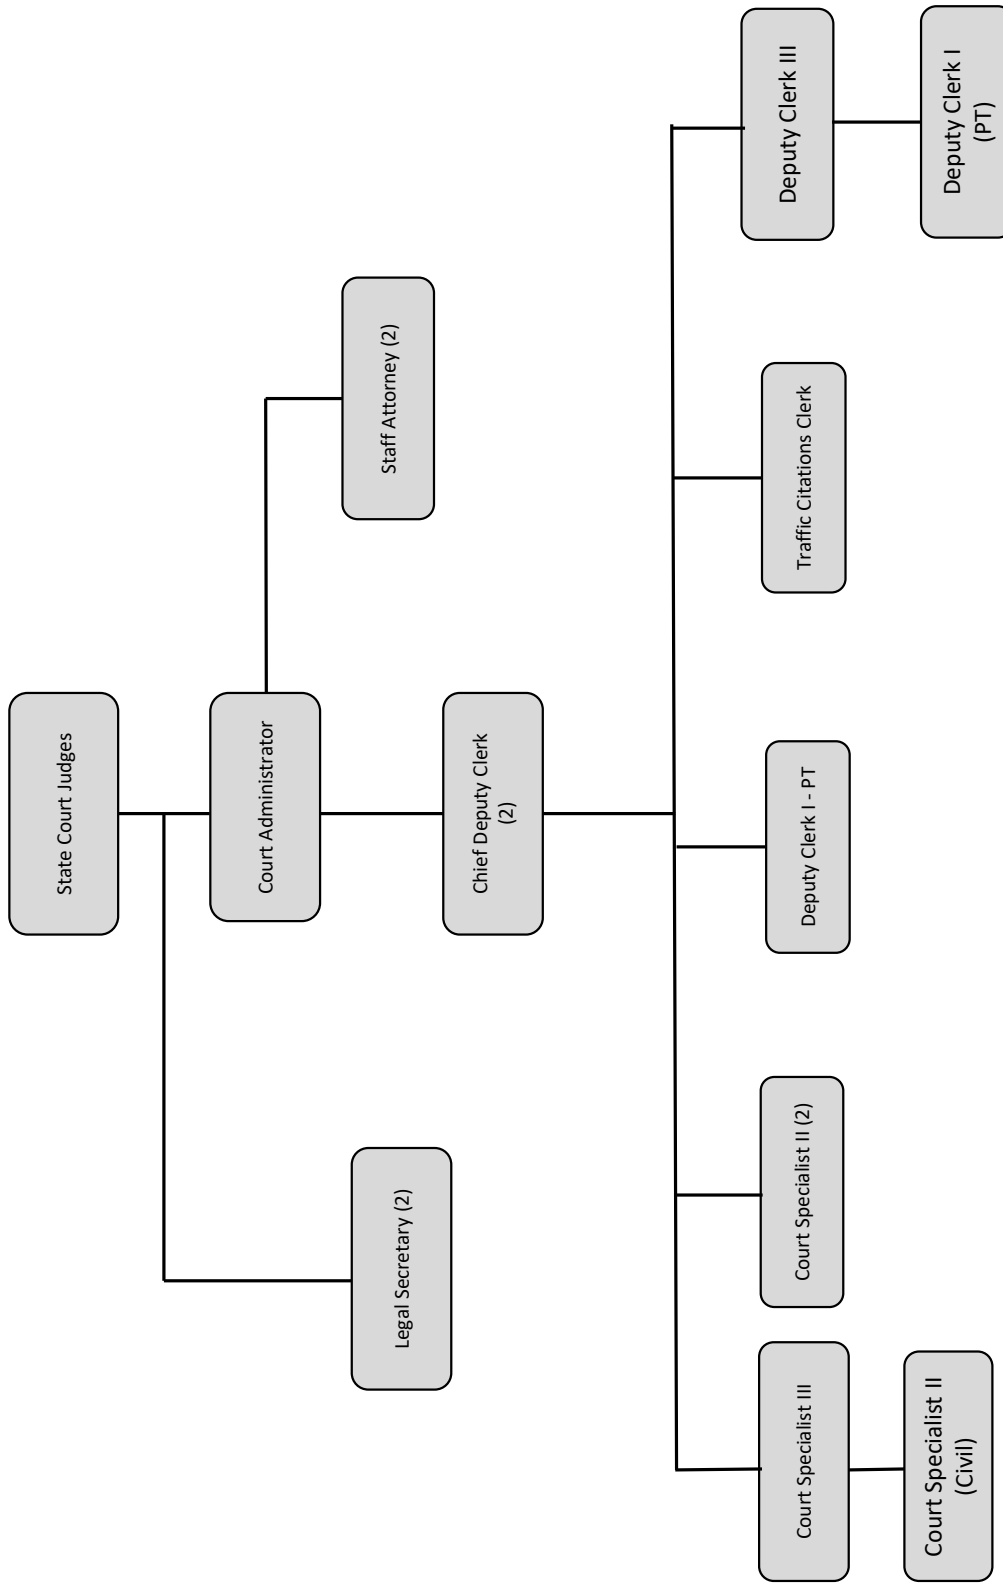 State Court Judges
Court Administrator
Staff Attorney (2)
Legal Secretary (2)
Chief Deputy Clerk
(2)
Court Specialist III
Court Specialist II (2)
Deputy Clerk I - PT
Traffic Citations Clerk
Deputy Clerk III
Court Specialist II
(Civil)
Deputy Clerk I
(PT)